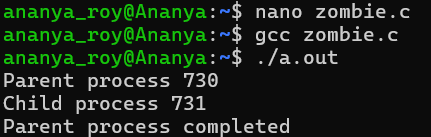 ananya_roy@Ananya:~$ nano zombie.c
ananya_roy@Ananya:~$ gcc zombie.c
ananya_roy@Ananya:~$ ./a.out
Parent process 730
Child process 731
Parent process completed